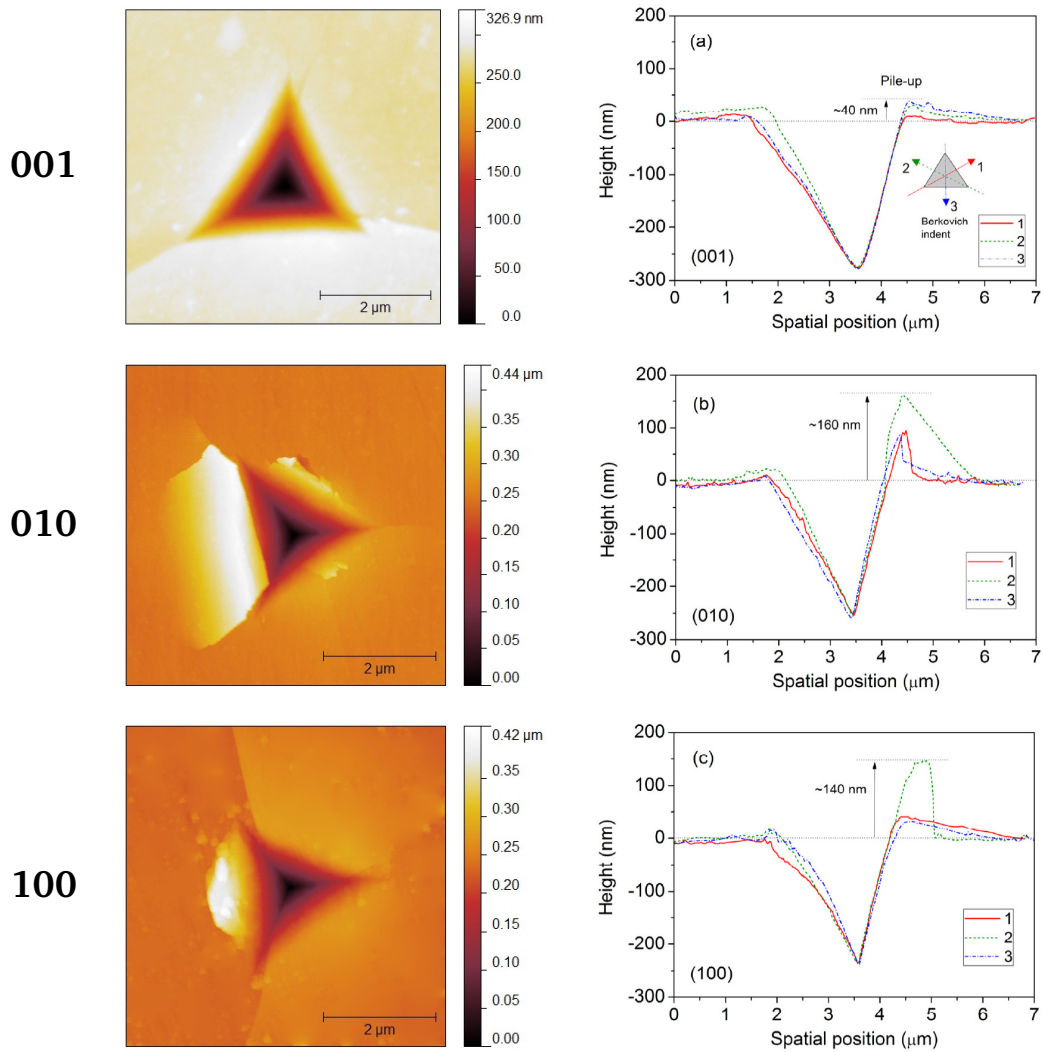 001
326.9 nm
250.0
200.0
150.0
100.0
50.0
0.0
2 µm
(a)
Pile-up
~40 nm
2
1
3
Berkovich
indent
1
2
3
(001)
200
100
0
-100
-200
-300
Height (nm)
0 1 2 3 4 5 6 7
Spatial position (µm)
010
0.44 µm
0.35
0.30
0.25
0.20
0.15
0.10
0.05
0.00
2 µm
(b)
~160 nm
1
2
3
(010)
200
100
0
-100
-200
-300
Height (nm)
0 1 2 3 4 5 6 7
Spatial position (µm)
100
0.42 µm
0.35
0.30
0.25
0.20
0.15
0.10
0.05
0.00
2 µm
(c)
~140 nm
1
2
3
(100)
200
100
0
-100
-200
-300
Height (nm)
0 1 2 3 4 5 6 7
Spatial position (µm)